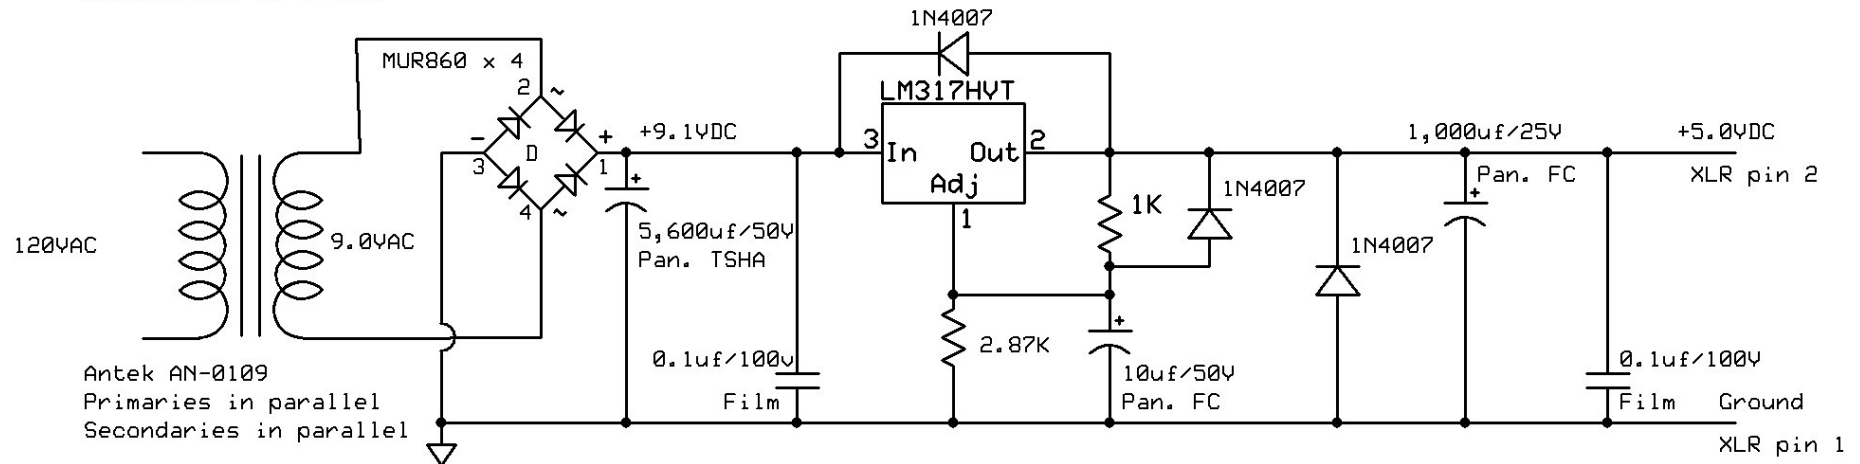 1N4007
MUR860 x 4
2
~
LM317HVT
- 
+
+9.1VDC
3
In
Out
2
1,000uf/25V
+5.0VDC
3
D
1
Adj
+
Pan. FC
XLR pin 2
1N4007
1K
+
4
~
1
120VAC
9.0VAC
5,600uf/50V
Pan. TSHA
1N4007
+
2.87K
0.1uf/100v
Film
10uf/50V
Pan. FC
0.1uf/100V
Film
Antek AN-0109
Primaries in parallel
Secondaries in parallel
Ground
XLR pin 1